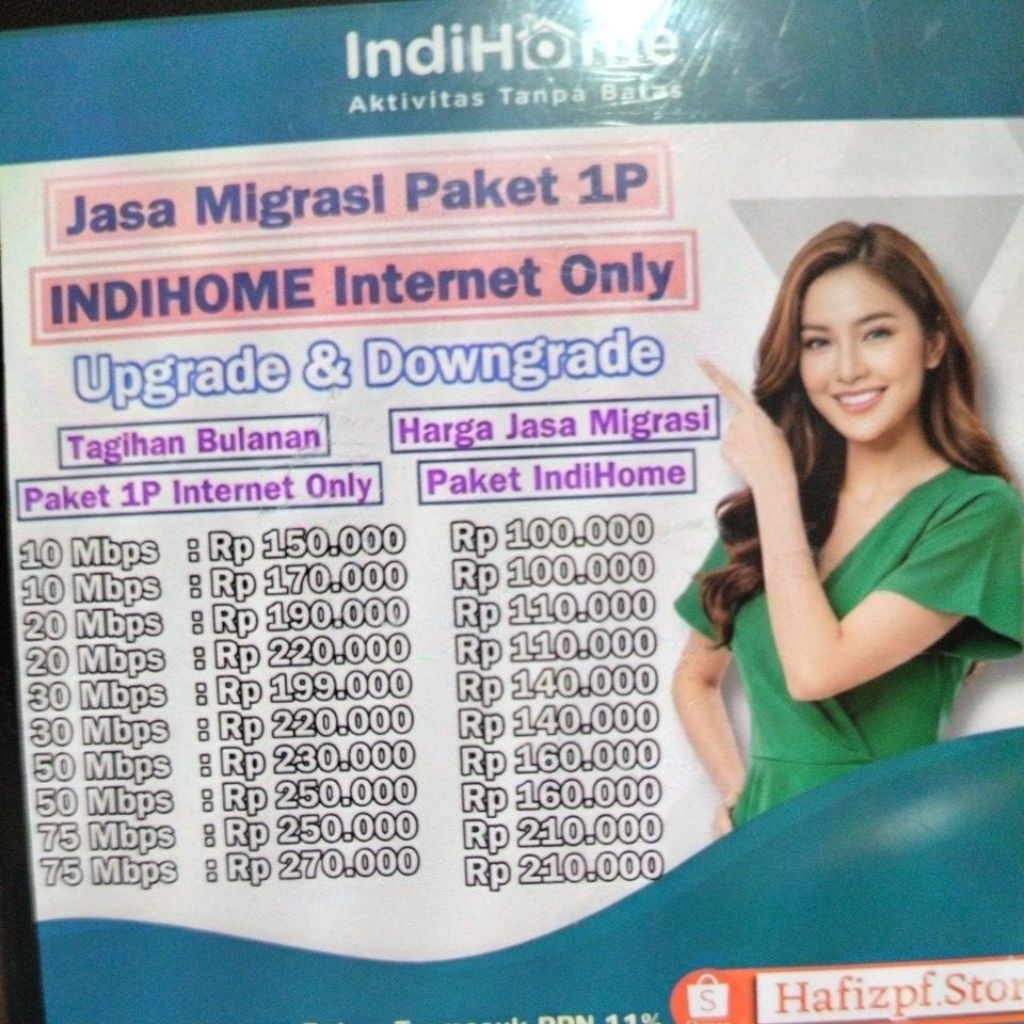 IndiHome
Aktivitas Tanpa Batas
Jasa Migrasi Paket 1P
INDIHOME Internet Only
Upgrade & Downgrade
Tagihan Bulanan
Harga Jasa Migrasi
Paket 1P Internet Only
Paket IndiHome
10 Mbps : Rp 150.000 Rp 100.000
10 Mbps : Rp 170.000 Rp 100.000
20 Mbps : Rp 190.000 Rp 110.000
20 Mbps : Rp 220.000 Rp 110.000
30 Mbps : Rp 199.000 Rp 140.000
30 Mbps : Rp 220.000 Rp 140.000
50 Mbps : Rp 230.000 Rp 160.000
50 Mbps : Rp 250.000 Rp 160.000
75 Mbps : Rp 250.000 Rp 210.000
75 Mbps : Rp 270.000 Rp 210.000
S Hafizpf.Stor
PPN 11%